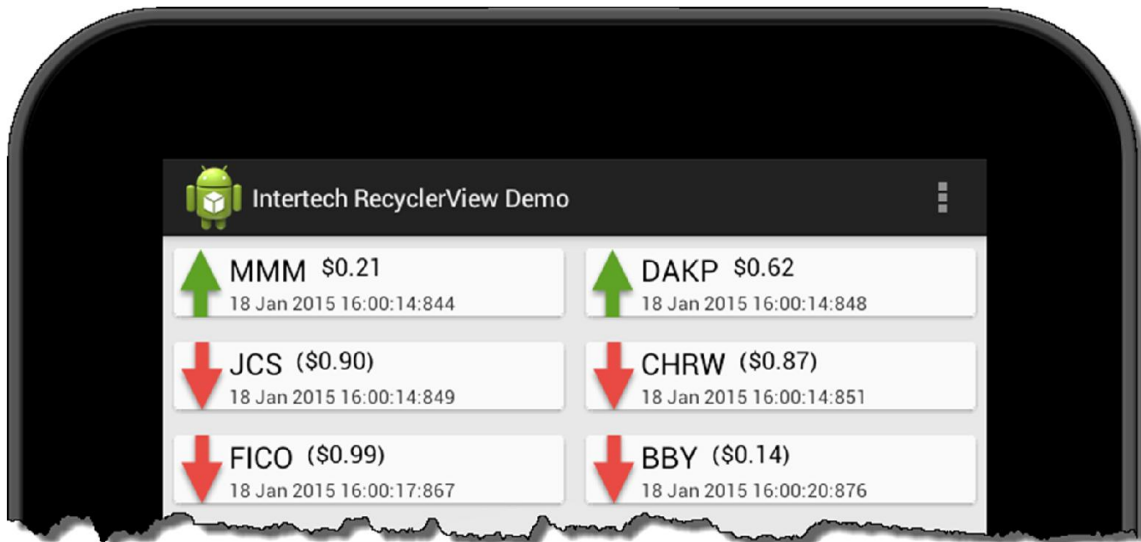 Intertech RecyclerView Demo
MMM $0.21
18 Jan 2015 16:00:14:844
DAKP $0.62
18 Jan 2015 16:00:14:848
JCS ($0.90)
18 Jan 2015 16:00:14:849
CHRW ($0.87)
18 Jan 2015 16:00:14:851
FICO ($0.99)
18 Jan 2015 16:00:17:867
BBY ($0.14)
18 Jan 2015 16:00:20:876